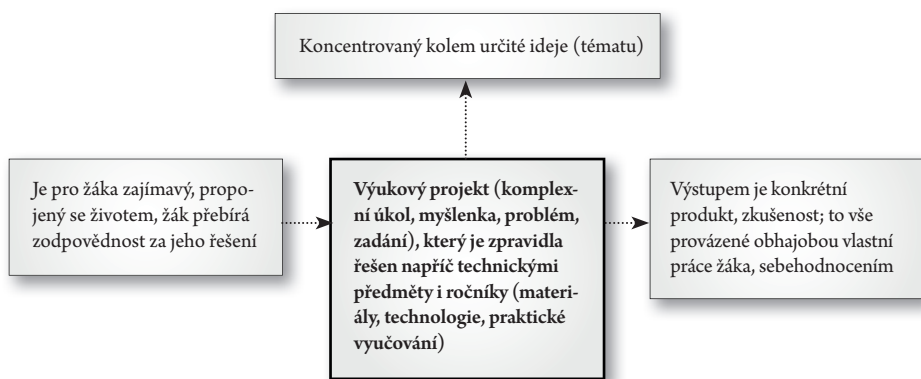 Koncentrovaný kolem určité ideje (tématu)
Je pro žáka zajímavý, propo-
jený se životem, žák přebírá
zodpovědnost za jeho řešení
Výukový projekt (komplex-
ní úkol, myšlenka, problém,
zadání), který je zpravidla
řešen napříč technickými
předměty i ročníky (materi-
ály, technologie, praktické
vyučování)
Výstupem je konkrétní
produkt, zkušenost; to vše
provázené obhajobou vlastní
práce žáka, sebehodnocením